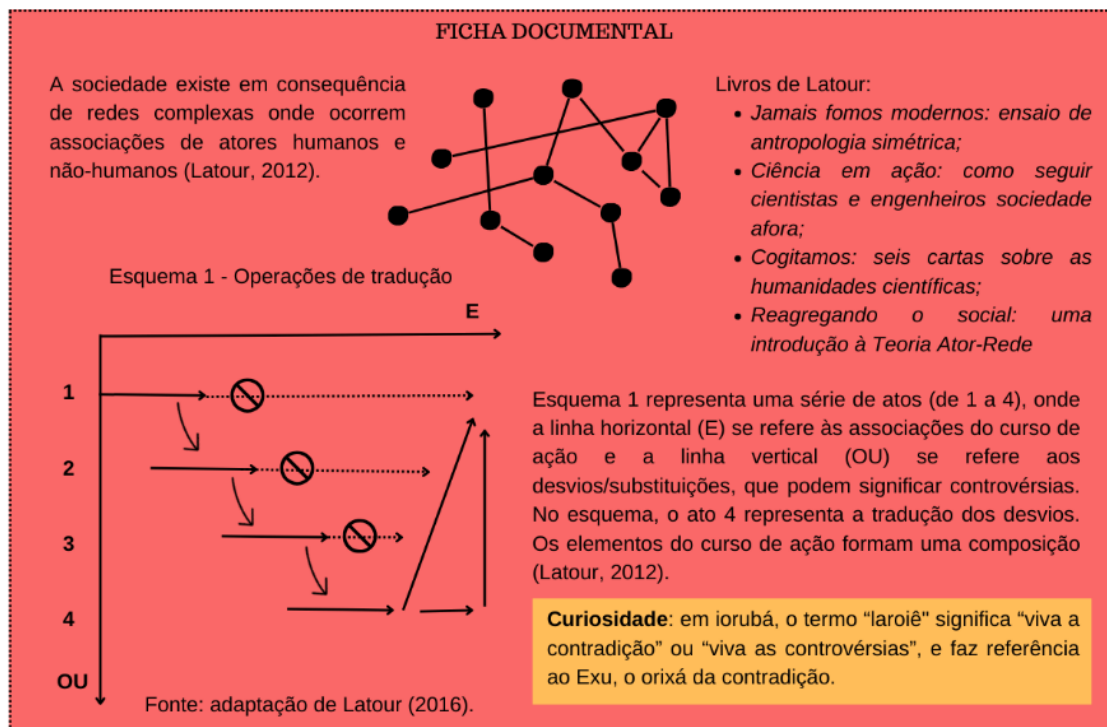 FICHA DOCUMENTAL
A sociedade existe em consequência
de redes complexas onde ocorrem
associações de atores humanos e
não-humanos (Latour, 2012).
Livros de Latour:
• Jamais fomos modernos: ensaio de
antropologia simétrica;
• Ciência em ação: como seguir
cientistas e engenheiros sociedade
afora;
• Cogitamos: seis cartas sobre as
humanidades científicas;
• Reagregando o social: uma
introdução à Teoria Ator-Rede
Esquema 1 - Operações de tradução
E
1
2
3
4
OU
Fonte: adaptação de Latour (2016).
Esquema 1 representa uma série de atos (de 1 a 4), onde
a linha horizontal (E) se refere às associações do curso de
ação e a linha vertical (OU) se refere aos
desvios/substituições, que podem significar controvérsias.
No esquema, o ato 4 representa a tradução dos desvios.
Os elementos do curso de ação formam uma composição
(Latour, 2012).
Curiosidade: em iorubá, o termo “laroiê" significa “viva a
contradição” ou “viva as controvérsias”, e faz referência
ao Exu, o orixá da contradição.